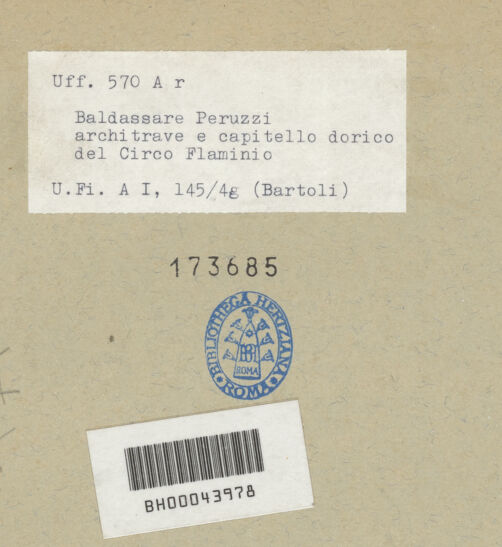 Uff. 570 A r
Baldassare Peruzzi
architrave e capitello dorico
del Circo Flaminio
U.Fi. A I, 145/4g (Bartoli)
173685
BIBLIOTHECA HERTZIANA
BH
ROMA
ROMA
BH00043978